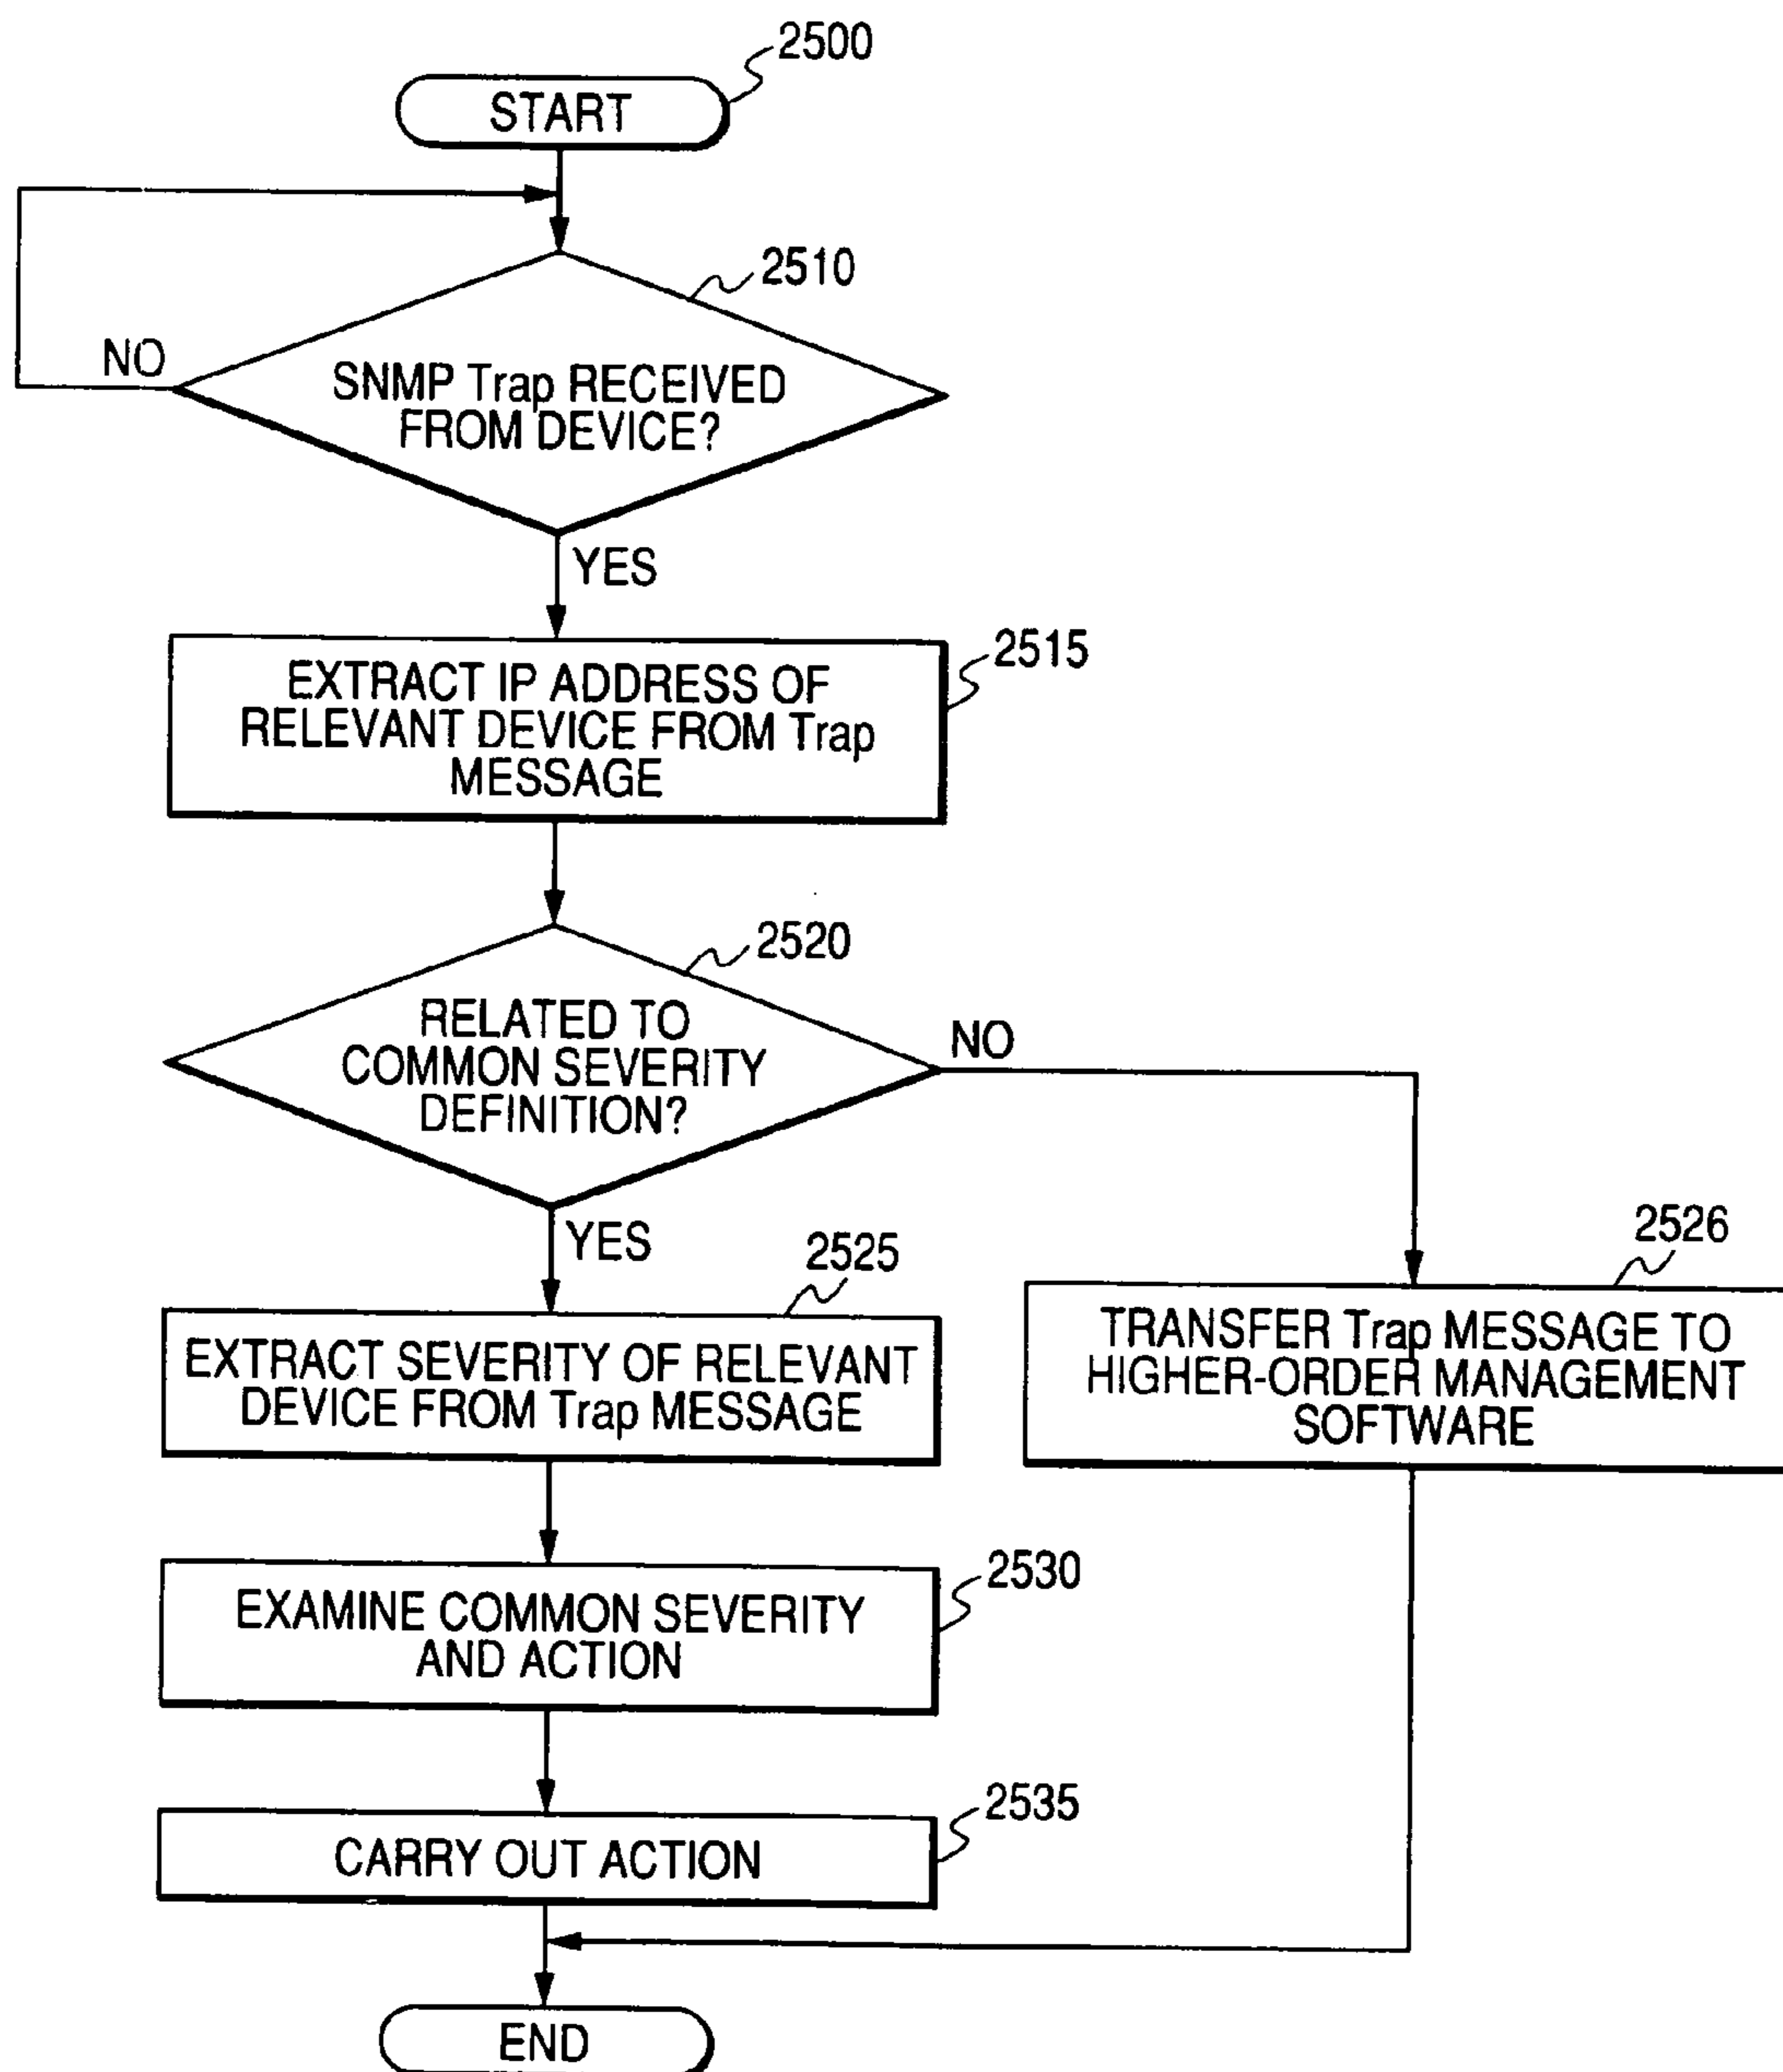 2500
START
2510
NO
SNMP Trap RECEIVED
FROM DEVICE?
YES
2515
EXTRACT IP ADDRESS OF
RELEVANT DEVICE FROM Trap
MESSAGE
2520
RELATED TO
COMMON SEVERITY
DEFINITION?
NO
YES
2525
2526
EXTRACT SEVERITY OF RELEVANT
DEVICE FROM Trap MESSAGE
TRANSFER Trap MESSAGE TO
HIGHER-ORDER MANAGEMENT
SOFTWARE
2530
EXAMINE COMMON SEVERITY
AND ACTION
2535
CARRY OUT ACTION
END